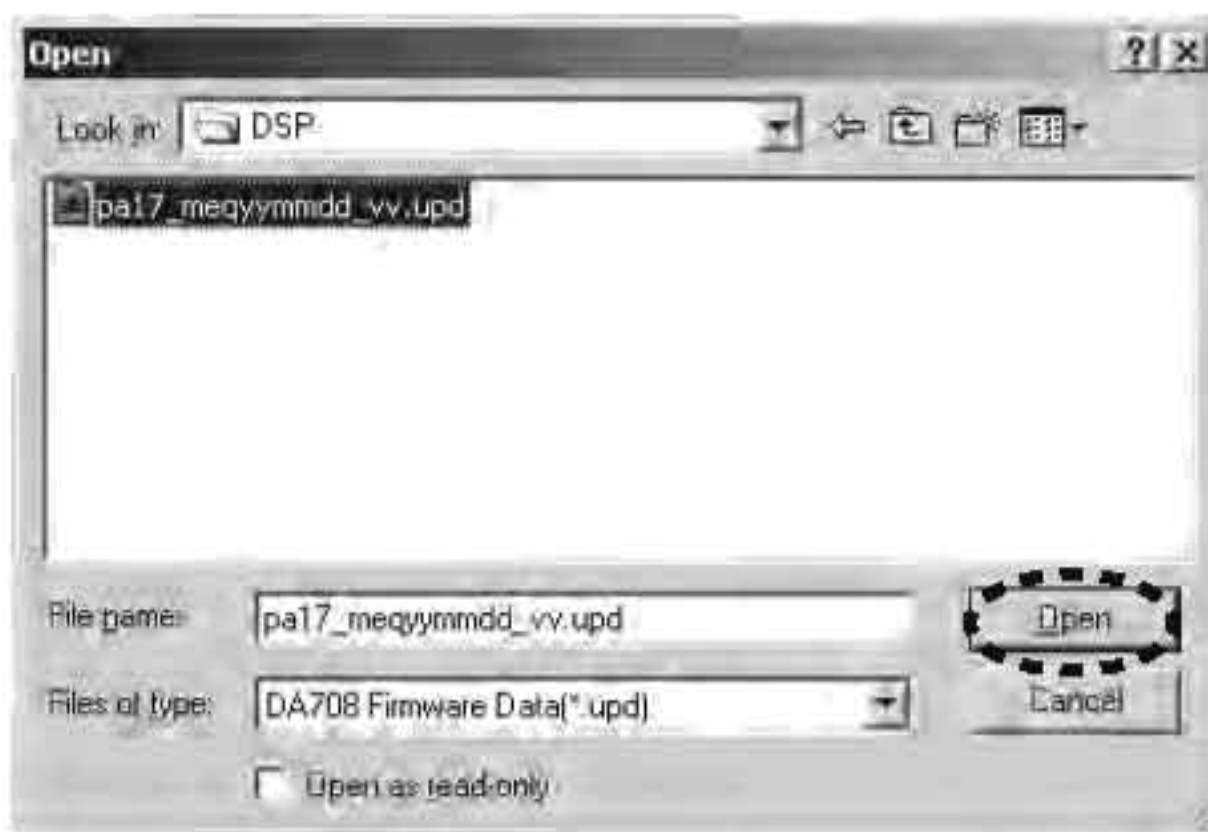 Open
Look in: DSP
pa17_meqyymmdd_vv.upd
File name: pa17_meqyymmdd_vv.upd Open
Files of type: DA708 Firmware Data(*.upd) Cancel
Open as read-only